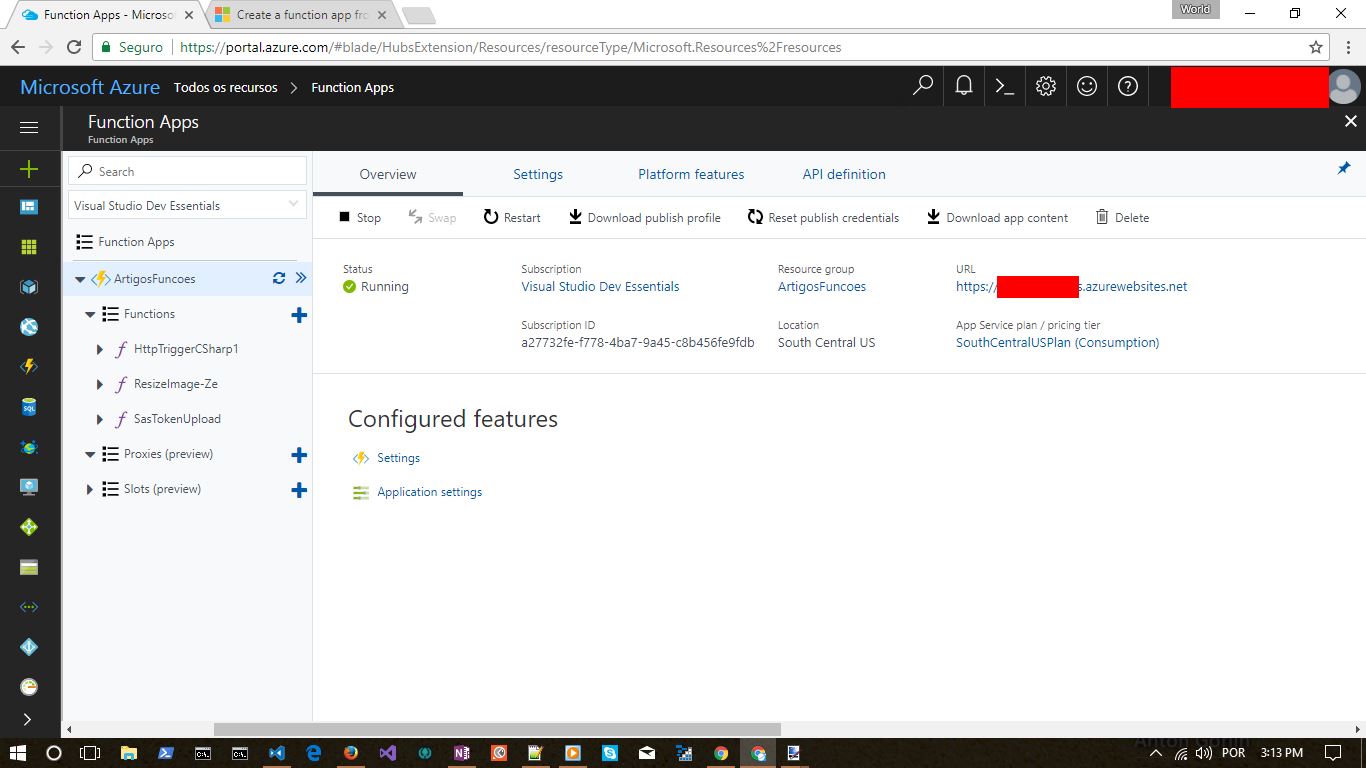 Function Apps - Microso
Create a function app fro
World
Seguro
https://portal.azure.com/#blade/HubsExtension/Resources/resourceType/Microsoft.Resources%2Fresources
Microsoft Azure Todos os recursos > Function Apps
Function Apps
Function Apps
Search
Visual Studio Dev Essentials
Function Apps
ArtigosFuncoes
Functions
HttpTriggerCSharp1
ResizeImage-Ze
SasTokenUpload
Proxies (preview)
Slots (preview)
Overview Settings Platform features API definition
Stop Swap Restart Download publish profile Reset publish credentials Download app content Delete
Status Subscription Resource group URL
Running Visual Studio Dev Essentials ArtigosFuncoes https:/ s.azurewebsites.net
Subscription ID Location App Service plan / pricing tier
a27732fe-f778-4ba7-9a45-c8b456fe9fdb South Central US SouthCentralUSPlan (Consumption)
Configured features
Settings
Application settings
SQL
C:\_ C:\_
POR 3:13 PM